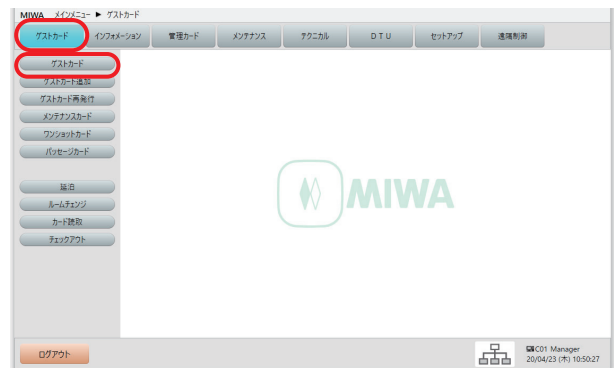 MIWA メインメニュー ▶ ゲストカード
ゲストカード インフォメーション 管理カード メンテナンス テクニカル DTU セットアップ 遠隔制御
ゲストカード
ゲストカード追加
ゲストカード再発行
メンテナンスカード
ワンショットカード
パッセージカード
延泊
ルームチェンジ
カード読取
チェックアウト
MIWA
ログアウト
C01 Manager
20/04/23 (木) 10:50:27